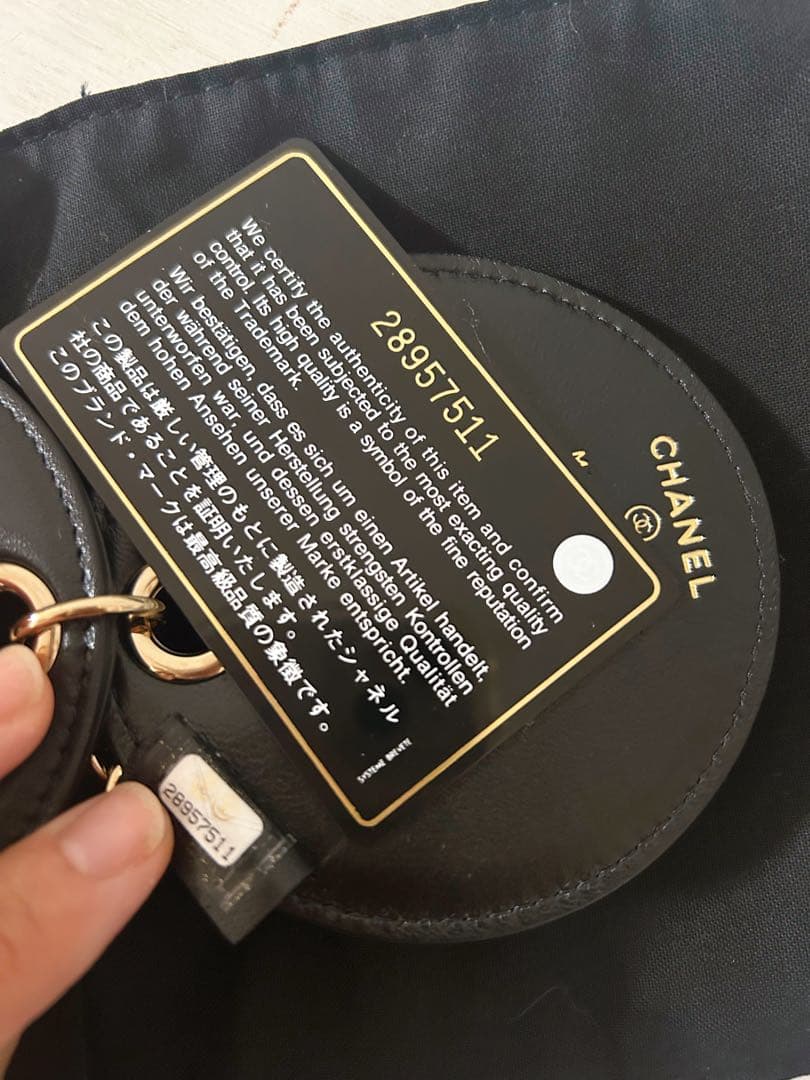 28957511
We certify the authenticity of this item and confirm
that it has been subjected to the most exacting quality
control. Its high quality is a symbol of the fine reputation
of the Trademark.
Wir bestätigen, dass es sich um einen Artikel handelt,
der während seiner Herstellung strengsten Kontrollen
unterworfen war, und dessen erstklassige Qualität
dem hohen Ansehen unserer Marke entspricht.
この製品は厳しい管理のもとに製造されたシャネル
社の商品であることを証明いたします。
このブランド・マークは最高級品質の象徴です。
SYSTEME BREVETE
CHANEL
28957511